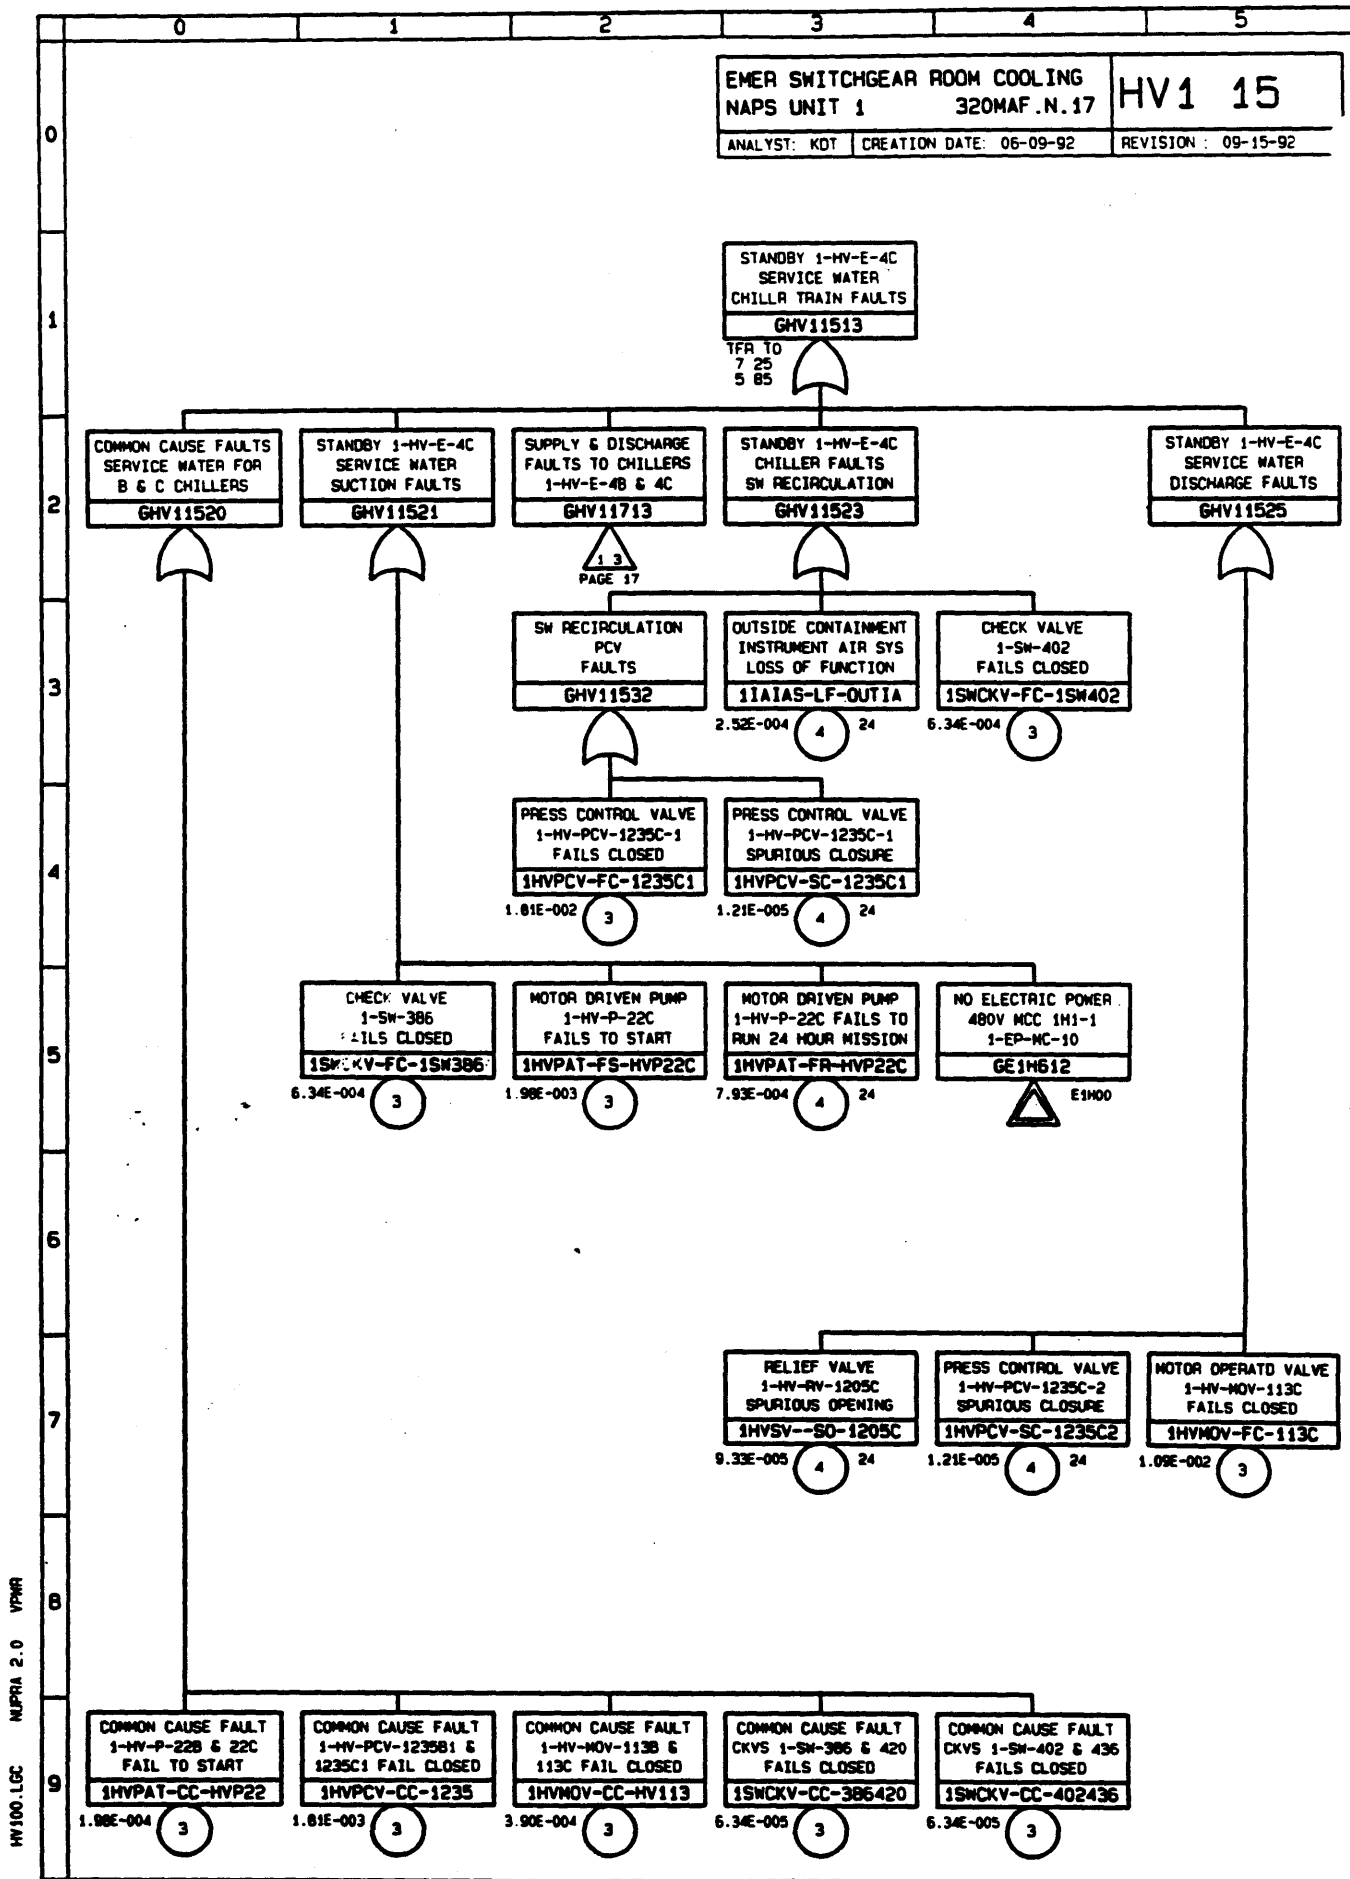 0 1 2 3 4 5
EMER SWITCHGEAR ROOM COOLING
NAPS UNIT 1 320MAF.N.17
HV1 15
ANALYST: KDT CREATION DATE: 06-09-92 REVISION : 09-15-92
0
STANDBY 1-HV-E-4C
SERVICE WATER
CHILLR TRAIN FAULTS
GHV11513
TFR TO
7 25
5 85
1
COMMON CAUSE FAULTS
SERVICE WATER FOR
B & C CHILLERS
GHV11520
STANDBY 1-HV-E-4C
SERVICE WATER
SUCTION FAULTS
GHV11521
SUPPLY & DISCHARGE
FAULTS TO CHILLERS
1-HV-E-4B & 4C
GHV11713
1 3
PAGE 17
STANDBY 1-HV-E-4C
CHILLER FAULTS
SW RECIRCULATION
GHV11523
STANDBY 1-HV-E-4C
SERVICE WATER
DISCHARGE FAULTS
GHV11525
2
SW RECIRCULATION
PCV
FAULTS
GHV11532
OUTSIDE CONTAINMENT
INSTRUMENT AIR SYS
LOSS OF FUNCTION
1IAIAS-LF-OUTIA
2.52E-004 4 24
CHECK VALVE
1-SW-402
FAILS CLOSED
1SWCKV-FC-1SW402
6.34E-004 3
3
PRESS CONTROL VALVE
1-HV-PCV-1235C-1
FAILS CLOSED
1HVPCV-FC-1235C1
1.81E-002 3
PRESS CONTROL VALVE
1-HV-PCV-1235C-1
SPURIOUS CLOSURE
1HVPCV-SC-1235C1
1.21E-005 4 24
4
CHECK VALVE
1-SW-386
FAILS CLOSED
1SWCKV-FC-1SW386
6.34E-004 3
MOTOR DRIVEN PUMP
1-HV-P-22C
FAILS TO START
1HVPAT-FS-HVP22C
1.98E-003 3
MOTOR DRIVEN PUMP
1-HV-P-22C FAILS TO
RUN 24 HOUR MISSION
1HVPAT-FR-HVP22C
7.93E-004 4 24
NO ELECTRIC POWER
480V MCC 1H1-1
1-EP-MC-10
GE1H612
E1H00
5
6
RELIEF VALVE
1-HV-RV-1205C
SPURIOUS OPENING
1HVSV--SO-1205C
9.33E-005 4 24
PRESS CONTROL VALVE
1-HV-PCV-1235C-2
SPURIOUS CLOSURE
1HVPCV-SC-1235C2
1.21E-005 4 24
MOTOR OPERATD VALVE
1-HV-MOV-113C
FAILS CLOSED
1HVMOV-FC-113C
1.09E-002 3
7
8
COMMON CAUSE FAULT
1-HV-P-22B & 22C
FAIL TO START
1HVPAT-CC-HVP22
1.98E-004 3
COMMON CAUSE FAULT
1-HV-PCV-1235B1 &
1235C1 FAIL CLOSED
1HVPCV-CC-1235
1.81E-003 3
COMMON CAUSE FAULT
1-HV-MOV-113B &
113C FAIL CLOSED
1HVMOV-CC-HV113
3.90E-004 3
COMMON CAUSE FAULT
CKVS 1-SW-386 & 420
FAILS CLOSED
1SWCKV-CC-386420
6.34E-005 3
COMMON CAUSE FAULT
CKVS 1-SW-402 & 436
FAILS CLOSED
1SWCKV-CC-402436
6.34E-005 3
9
HV100.LGC NUPRA 2.0 VPWR